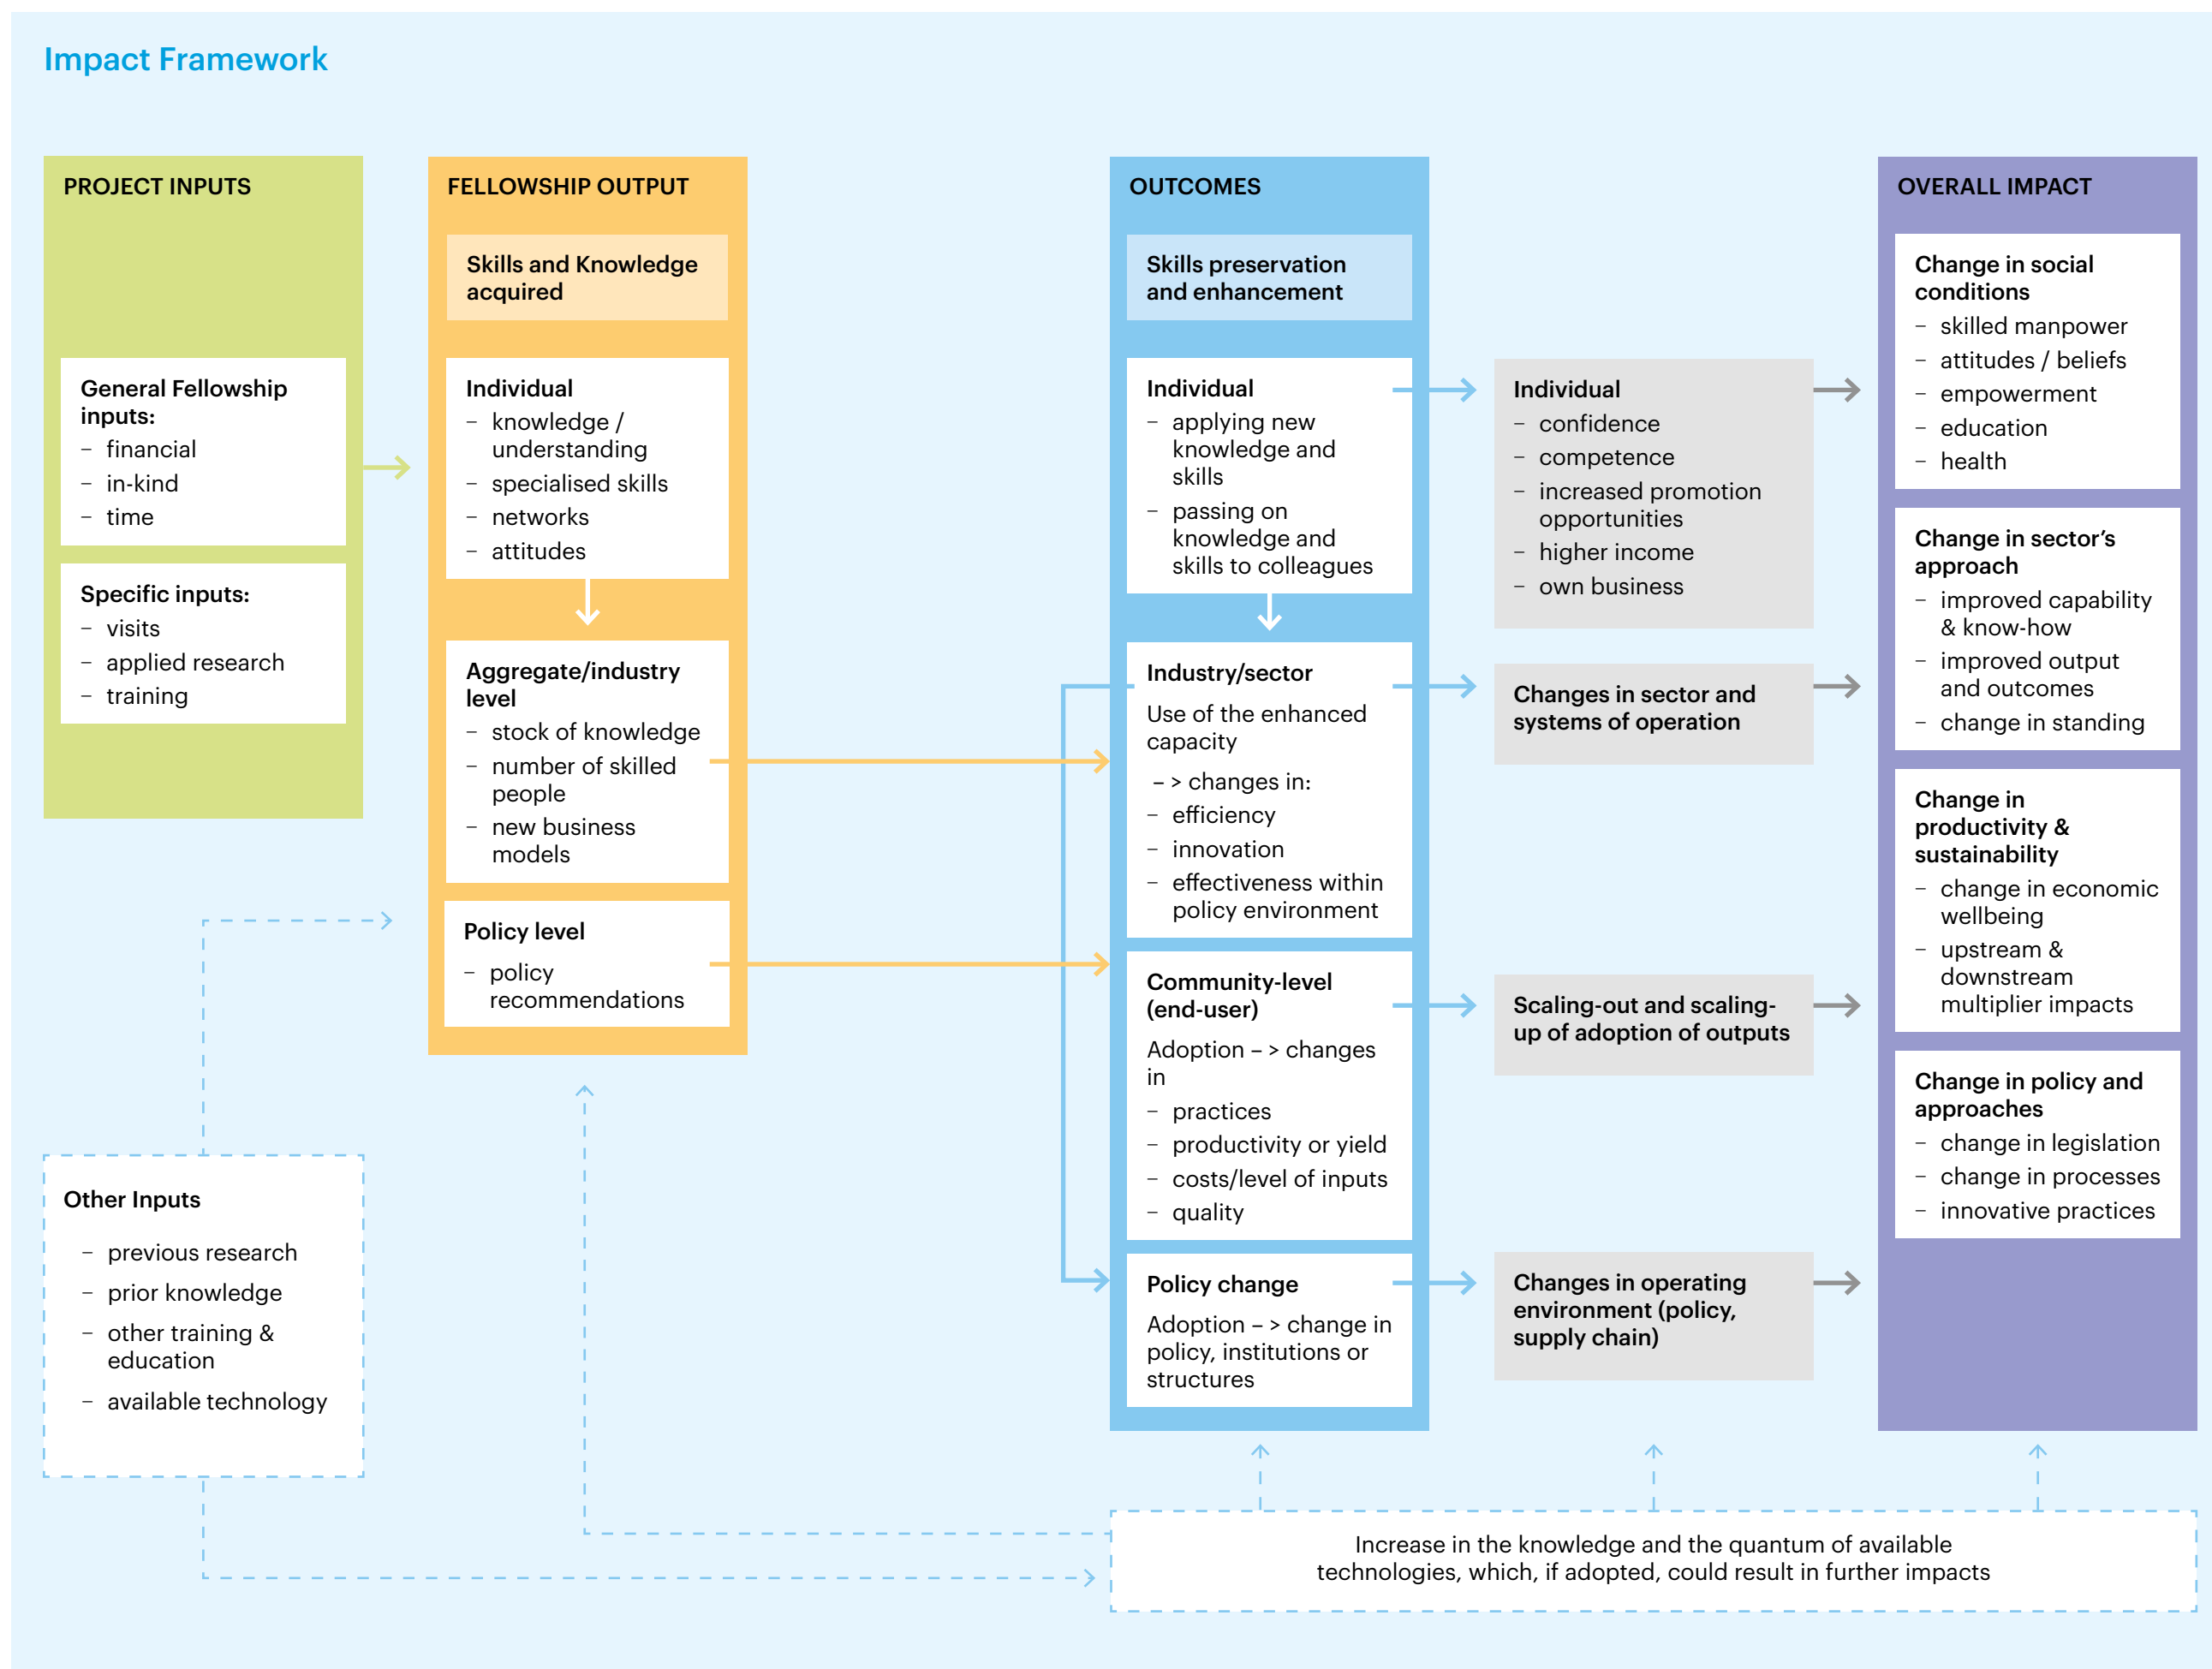 Impact Framework
PROJECT INPUTS
General Fellowship
inputs:
– financial
– in-kind
– time
Specific inputs:
– visits
– applied research
– training
Other Inputs
– previous research
– prior knowledge
– other training &
education
– available technology
FELLOWSHIP OUTPUT
Skills and Knowledge
acquired
Individual
– knowledge /
understanding
– specialised skills
– networks
– attitudes
Aggregate/industry
level
– stock of knowledge
– number of skilled
people
– new business
models
Policy level
– policy
recommendations
OUTCOMES
Skills preservation
and enhancement
Individual
– applying new
knowledge and
skills
– passing on
knowledge and
skills to colleagues
Industry/sector
Use of the enhanced
capacity
– > changes in:
– efficiency
– innovation
– effectiveness within
policy environment
Community-level
(end-user)
Adoption – > changes
in
– practices
– productivity or yield
– costs/level of inputs
– quality
Policy change
Adoption – > change in
policy, institutions or
structures
Individual
– confidence
– competence
– increased promotion
opportunities
– higher income
– own business
Changes in sector and
systems of operation
Scaling-out and scaling-
up of adoption of outputs
Changes in operating
environment (policy,
supply chain)
OVERALL IMPACT
Change in social
conditions
– skilled manpower
– attitudes / beliefs
– empowerment
– education
– health
Change in sector’s
approach
– improved capability
& know-how
– improved output
and outcomes
– change in standing
Change in
productivity &
sustainability
– change in economic
wellbeing
– upstream &
downstream
multiplier impacts
Change in policy and
approaches
– change in legislation
– change in processes
– innovative practices
Increase in the knowledge and the quantum of available
technologies, which, if adopted, could result in further impacts